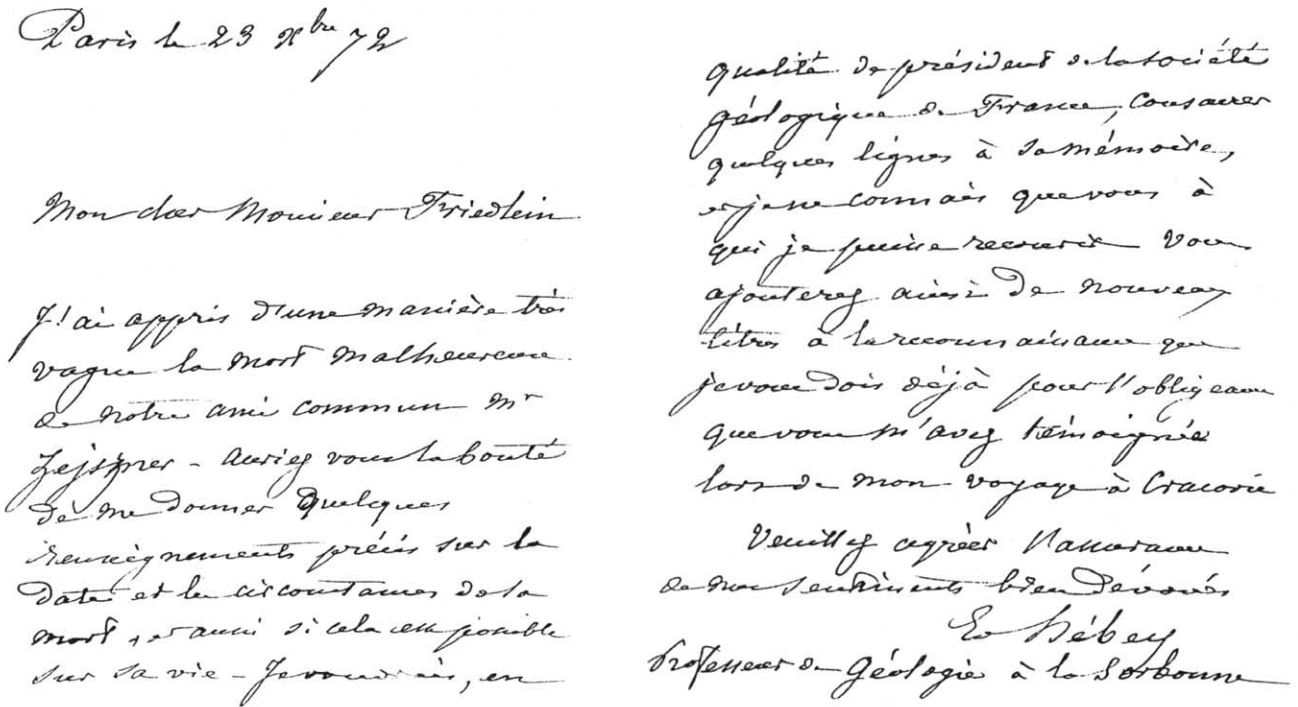 Paris le 23 Xbre 72
Mon cher Monsieur Friedlein
J'ai appris d'une manière très
vague la mort malheureuse
de notre ami commun Mr
Zejszner - Auriez vous la bonté
de me donner quelques
renseignements précis sur la
date et les circonstances de sa
mort, et aussi si cela est possible
sur sa vie - Je voudrais, en
qualité de président de la société
géologique de France, consacrer
quelques lignes à sa mémoire,
et je ne connais que vous à
qui je puisse recourir Vous
ajouterez ainsi de nouveaux
titres à la reconnaissance que
je vous dois déjà pour l'obligeance
que vous m'avez témoignée
lors de mon voyage à Cracovie
Veuillez agréer l'assurance
de mes sentiments bien dévoués
Ed Hébert
Professeur de Géologie à la Sorbonne